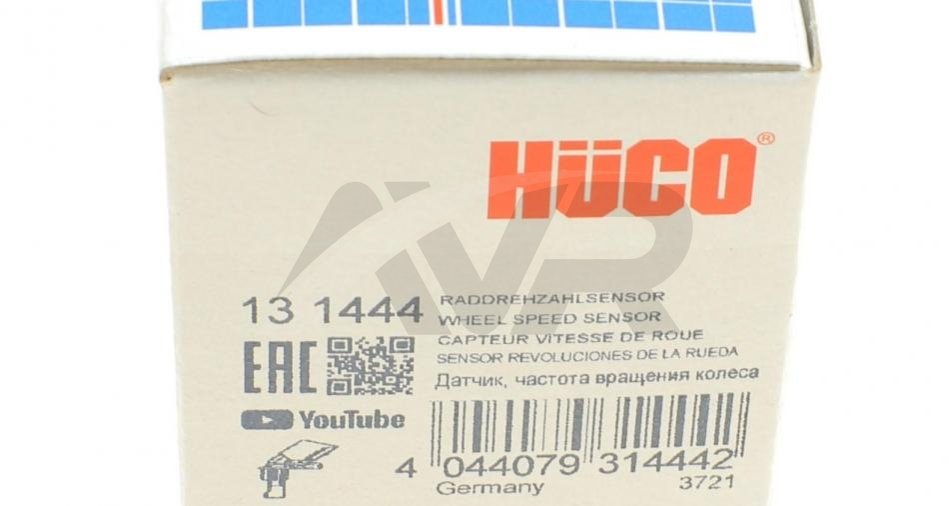 HüCO®
AVR
13 1444
RADDREHZAHLSENSOR
WHEEL SPEED SENSOR
CAPTEUR VITESSE DE ROUE
SENSOR REVOLUCIONES DE LA RUEDA
Датчик, частота вращения колеса
EAC
YouTube
4 044079 314442
Germany 3721